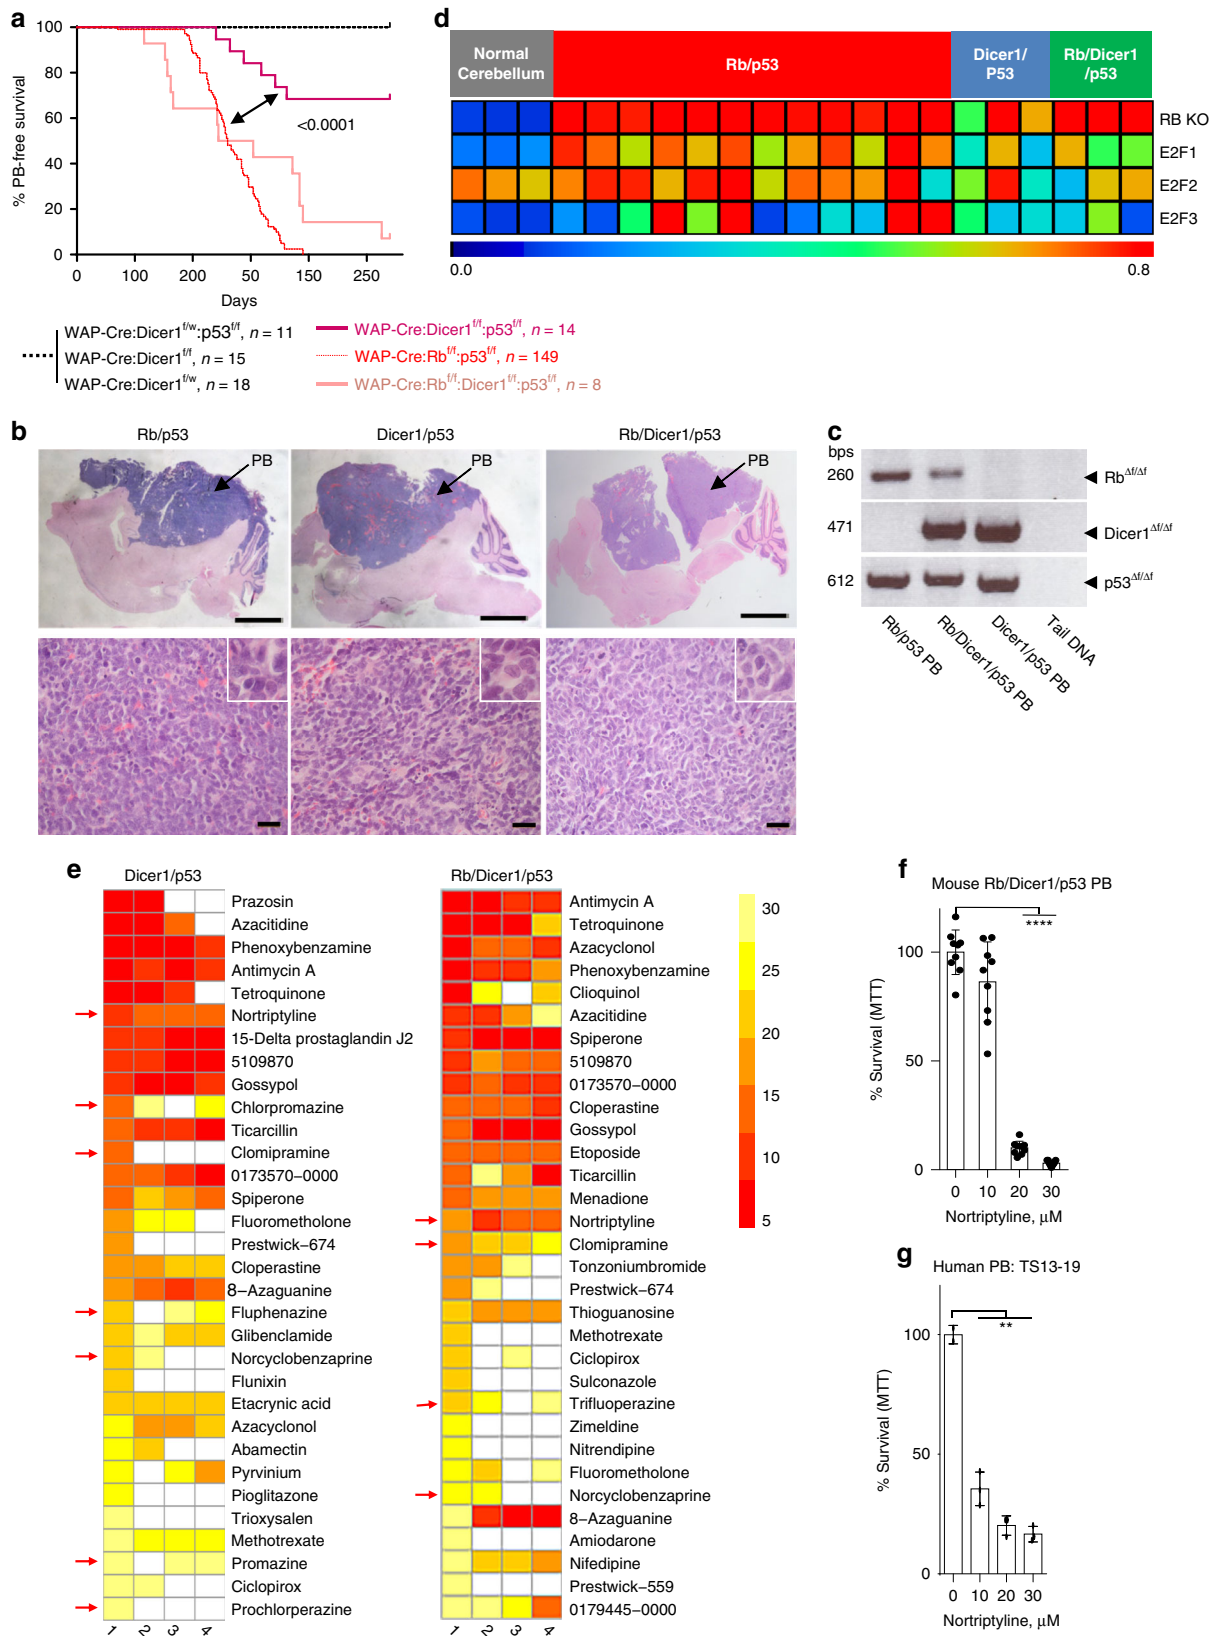 a
100
80
60
40
20
0
% PB-free survival
<0.0001
0
100
200
50
150
250
Days
WAP-Cre:Dicer1f/w:p53f/f, n = 11
WAP-Cre:Dicer1f/f, n = 15
WAP-Cre:Dicer1f/w, n = 18
WAP-Cre:Dicer1f/f:p53f/f, n = 14
WAP-Cre:Rbf/f:p53f/f, n = 149
WAP-Cre:Rbf/f:Dicer1f/f:p53f/f, n = 8
d
Normal
Cerebellum
Rb/p53
Dicer1/
P53
Rb/Dicer1
/p53
RB KO
E2F1
E2F2
E2F3
0.0
0.8
b
Rb/p53
Dicer1/p53
Rb/Dicer1/p53
PB
PB
PB
c
bps
260
471
612
RbΔf/Δf
Dicer1Δf/Δf
p53Δf/Δf
Rb/p53 PB
Rb/Dicer1/p53 PB
Dicer1/p53 PB
Tail DNA
e
Dicer1/p53
Prazosin
Azacitidine
Phenoxybenzamine
Antimycin A
Tetroquinone
Nortriptyline
15-Delta prostaglandin J2
5109870
Gossypol
Chlorpromazine
Ticarcillin
Clomipramine
0173570–0000
Spiperone
Fluorometholone
Prestwick–674
Cloperastine
8–Azaguanine
Fluphenazine
Glibenclamide
Norcyclobenzaprine
Flunixin
Etacrynic acid
Azacyclonol
Abamectin
Pyrvinium
Pioglitazone
Trioxysalen
Methotrexate
Promazine
Ciclopirox
Prochlorperazine
1
2
3
4
Rb/Dicer1/p53
Antimycin A
Tetroquinone
Azacyclonol
Phenoxybenzamine
Clioquinol
Azacitidine
Spiperone
5109870
0173570–0000
Cloperastine
Gossypol
Etoposide
Ticarcillin
Menadione
Nortriptyline
Clomipramine
Tonzoniumbromide
Prestwick–674
Thioguanosine
Methotrexate
Ciclopirox
Sulconazole
Trifluoperazine
Zimeldine
Nitrendipine
Fluorometholone
Norcyclobenzaprine
8–Azaguanine
Amiodarone
Nifedipine
Prestwick–559
0179445–0000
1
2
3
4
30
25
20
15
10
5
f
Mouse Rb/Dicer1/p53 PB
****
100
50
0
% Survival (MTT)
0
10
20
30
Nortriptyline, μM
g
Human PB: TS13-19
**
100
50
0
% Survival (MTT)
0
10
20
30
Nortriptyline, μM